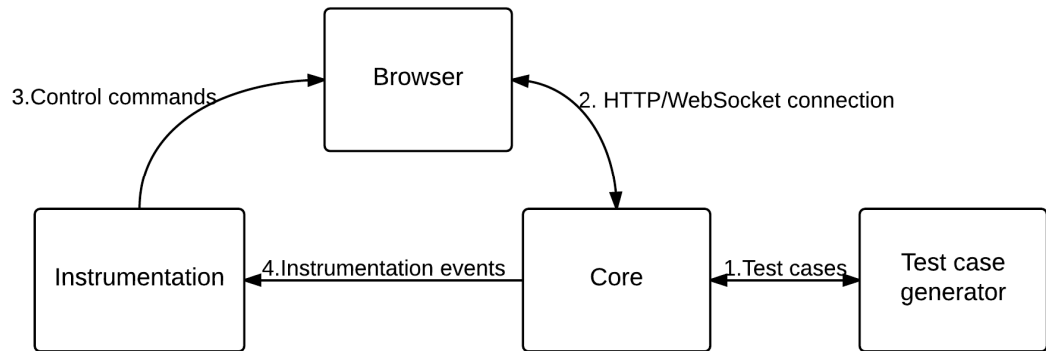 Browser
3.Control commands
2. HTTP/WebSocket connection
Instrumentation
4.Instrumentation events
Core
1.Test cases
Test case
generator